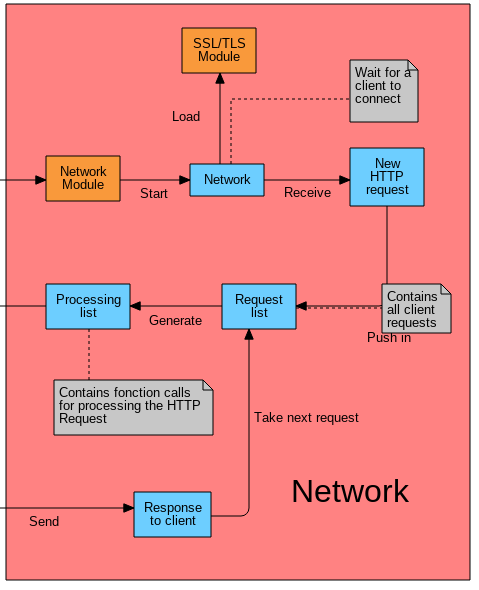 SSL/TLS
Module
Wait for a
client to
connect
Load
Network
Module
Start
Network
Receive
New
HTTP
request
Processing
list
Generate
Request
list
Contains
all client
requests
Push in
Contains fonction calls
for processing the HTTP
Request
Take next request
Network
Response
to client
Send